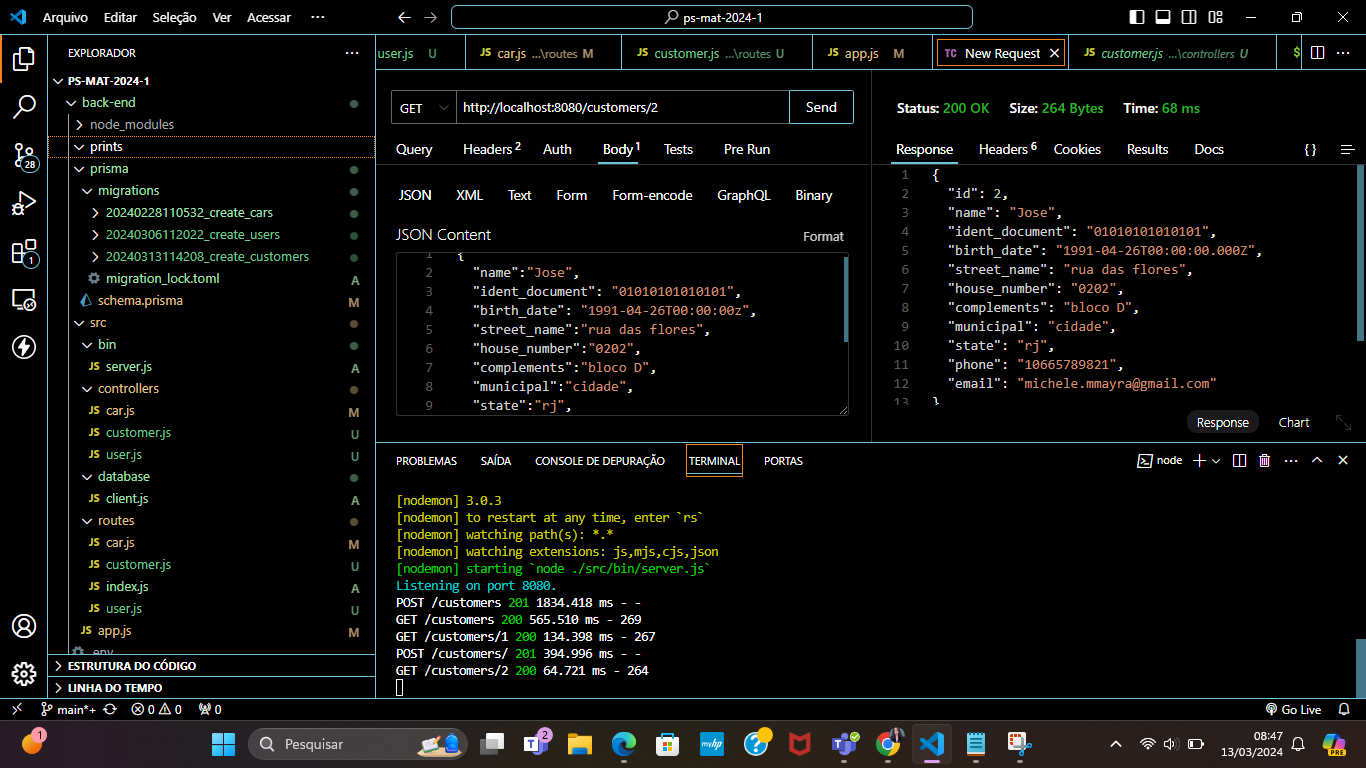 Arquivo Editar Seleção Ver Acessar ···
ps-mat-2024-1
EXPLORADOR ···
PS-MAT-2024-1
back-end
node_modules
prints
prisma
migrations
20240228110532_create_cars
20240306112022_create_users
20240313114208_create_customers
migration_lock.toml A
schema.prisma M
src
bin
server.js A
controllers
car.js M
customer.js U
user.js U
database
client.js A
routes
car.js M
customer.js U
index.js A
user.js U
app.js M
.env
ESTRUTURA DO CÓDIGO
LINHA DO TEMPO
28
1
user.js U
JS car.js ...\routes M
JS customer.js ...\routes U
JS app.js M
TC New Request
JS customer.js ...\controllers U
$
GET http://localhost:8080/customers/2 Send
Query Headers 2 Auth Body 1 Tests Pre Run
JSON XML Text Form Form-encode GraphQL Binary
JSON Content Format
1 {
2 "name":"Jose",
3 "ident_document": "01010101010101",
4 "birth_date": "1991-04-26T00:00:00z",
5 "street_name":"rua das flores",
6 "house_number":"0202",
7 "complements":"bloco D",
8 "municipal":"cidade",
9 "state":"rj",
Status: 200 OK Size: 264 Bytes Time: 68 ms
Response Headers 6 Cookies Results Docs {}
1 {
2 "id": 2,
3 "name": "Jose",
4 "ident_document": "01010101010101",
5 "birth_date": "1991-04-26T00:00:00.000Z",
6 "street_name": "rua das flores",
7 "house_number": "0202",
8 "complements": "bloco D",
9 "municipal": "cidade",
10 "state": "rj",
11 "phone": "10665789821",
12 "email": "michele.mmayra@gmail.com"
13 }
Response Chart
PROBLEMAS SAÍDA CONSOLE DE DEPURAÇÃO TERMINAL PORTAS
node
[nodemon] 3.0.3
[nodemon] to restart at any time, enter `rs`
[nodemon] watching path(s): *.*
[nodemon] watching extensions: js,mjs,cjs,json
[nodemon] starting `node ./src/bin/server.js`
Listening on port 8080.
POST /customers 201 1834.418 ms - -
GET /customers 200 565.510 ms - 269
GET /customers/1 200 134.398 ms - 267
POST /customers/ 201 394.996 ms - -
GET /customers/2 200 64.721 ms - 264
main*+ 0 0 0 Go Live
1
Pesquisar
2
hp
08:47
13/03/2024
PRE